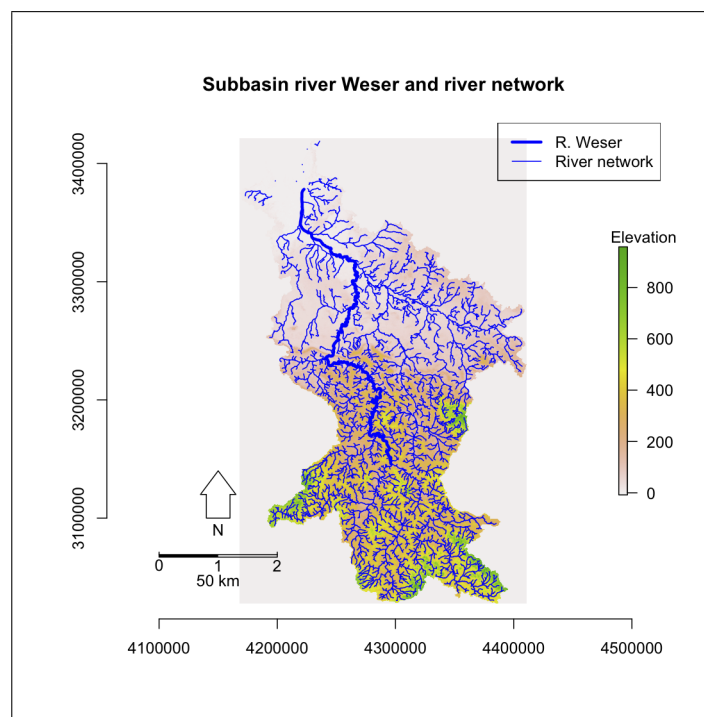 Subbasin river Weser and river network
R. Weser
River network
Elevation
800
600
400
200
0
3400000
3300000
3200000
3100000
N
0 1 2
50 km
4100000 4200000 4300000 4400000 4500000